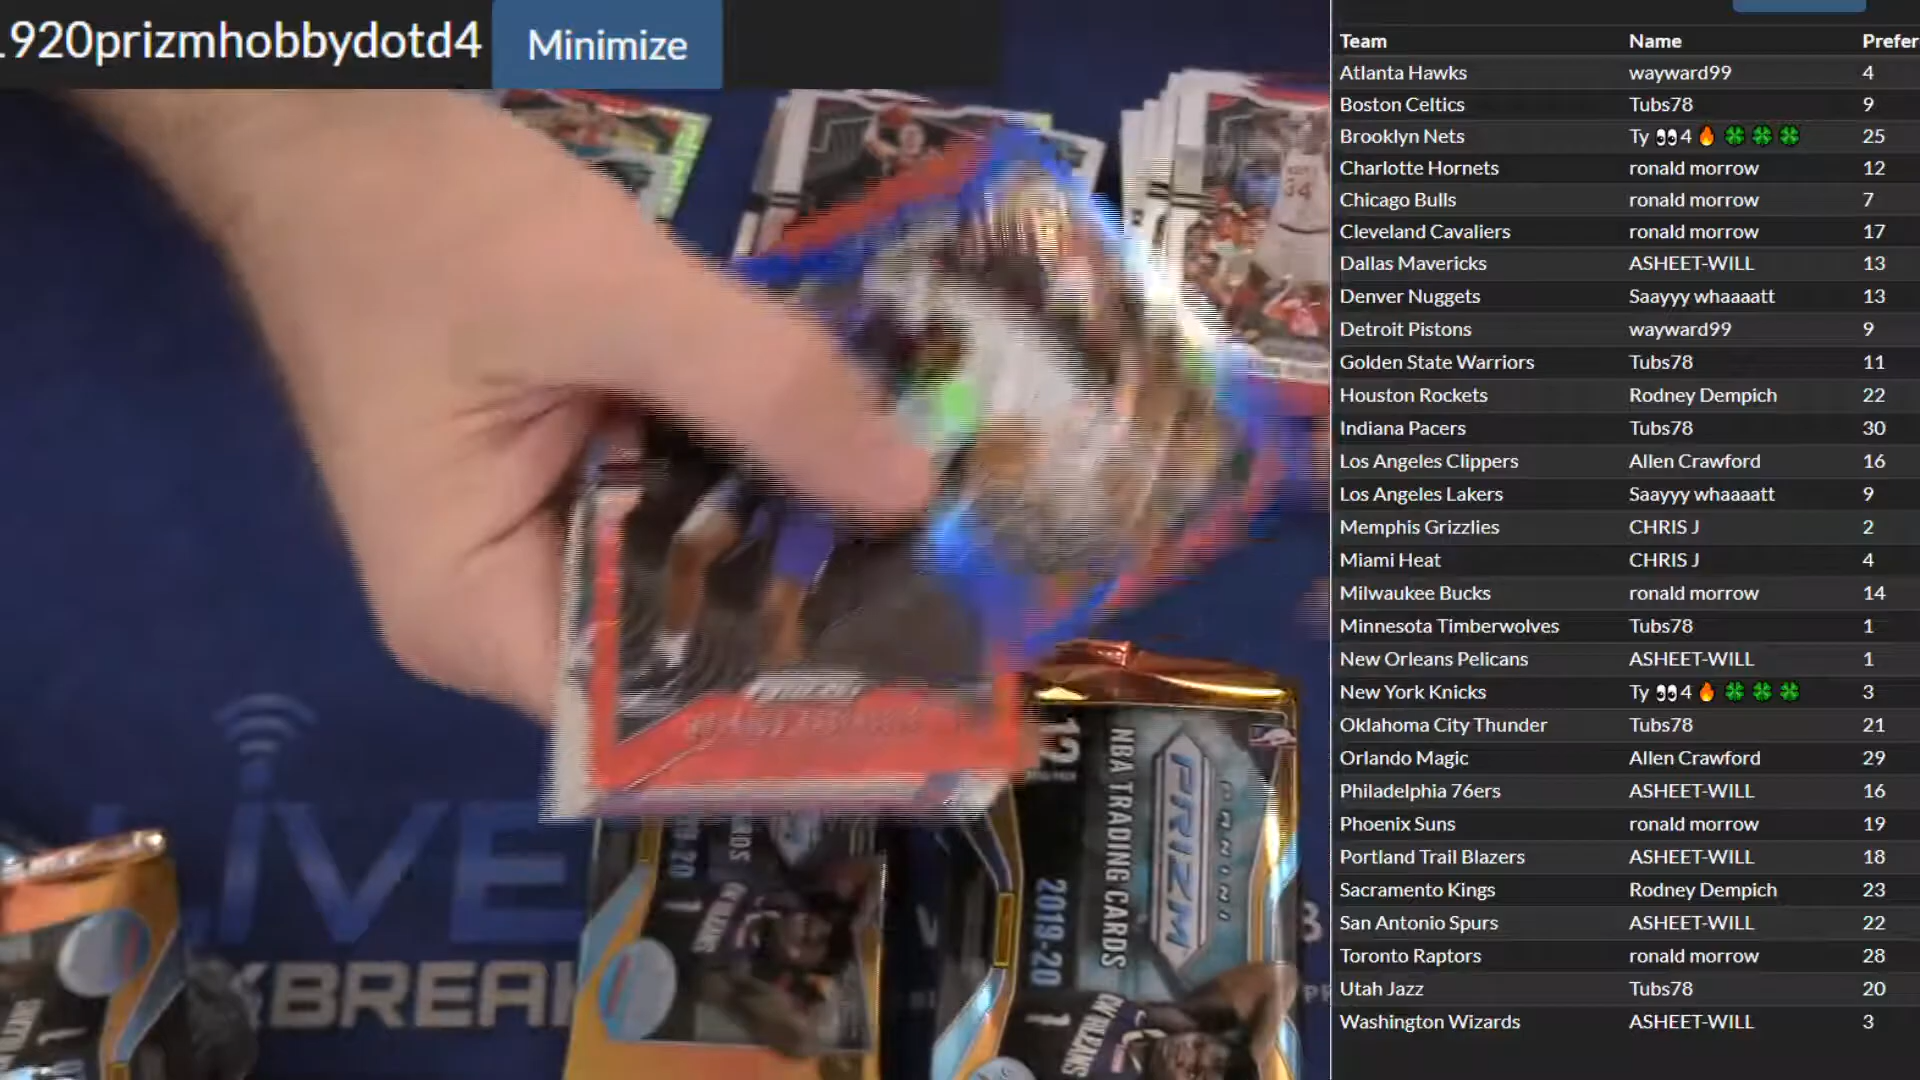 1920prizmhobbydotd4 Minimize
Team Name Prefer
Atlanta Hawks wayward99 4
Boston Celtics Tubs78 9
Brooklyn Nets Ty 👀4 🔥 🍀 🍀 🍀 25
Charlotte Hornets ronald morrow 12
Chicago Bulls ronald morrow 7
Cleveland Cavaliers ronald morrow 17
Dallas Mavericks ASHEET-WILL 13
Denver Nuggets Saayyy whaaaatt 13
Detroit Pistons wayward99 9
Golden State Warriors Tubs78 11
Houston Rockets Rodney Dempich 22
Indiana Pacers Tubs78 30
Los Angeles Clippers Allen Crawford 16
Los Angeles Lakers Saayyy whaaaatt 9
Memphis Grizzlies CHRIS J 2
Miami Heat CHRIS J 4
Milwaukee Bucks ronald morrow 14
Minnesota Timberwolves Tubs78 1
New Orleans Pelicans ASHEET-WILL 1
New York Knicks Ty 👀4 🔥 🍀 🍀 🍀 3
Oklahoma City Thunder Tubs78 21
Orlando Magic Allen Crawford 29
Philadelphia 76ers ASHEET-WILL 16
Phoenix Suns ronald morrow 19
Portland Trail Blazers ASHEET-WILL 18
Sacramento Kings Rodney Dempich 23
San Antonio Spurs ASHEET-WILL 22
Toronto Raptors ronald morrow 28
Utah Jazz Tubs78 20
Washington Wizards ASHEET-WILL 3
34
LIVE
BREAK
12
NBA TRADING CARDS
2019-20
PANINI
PRIZM